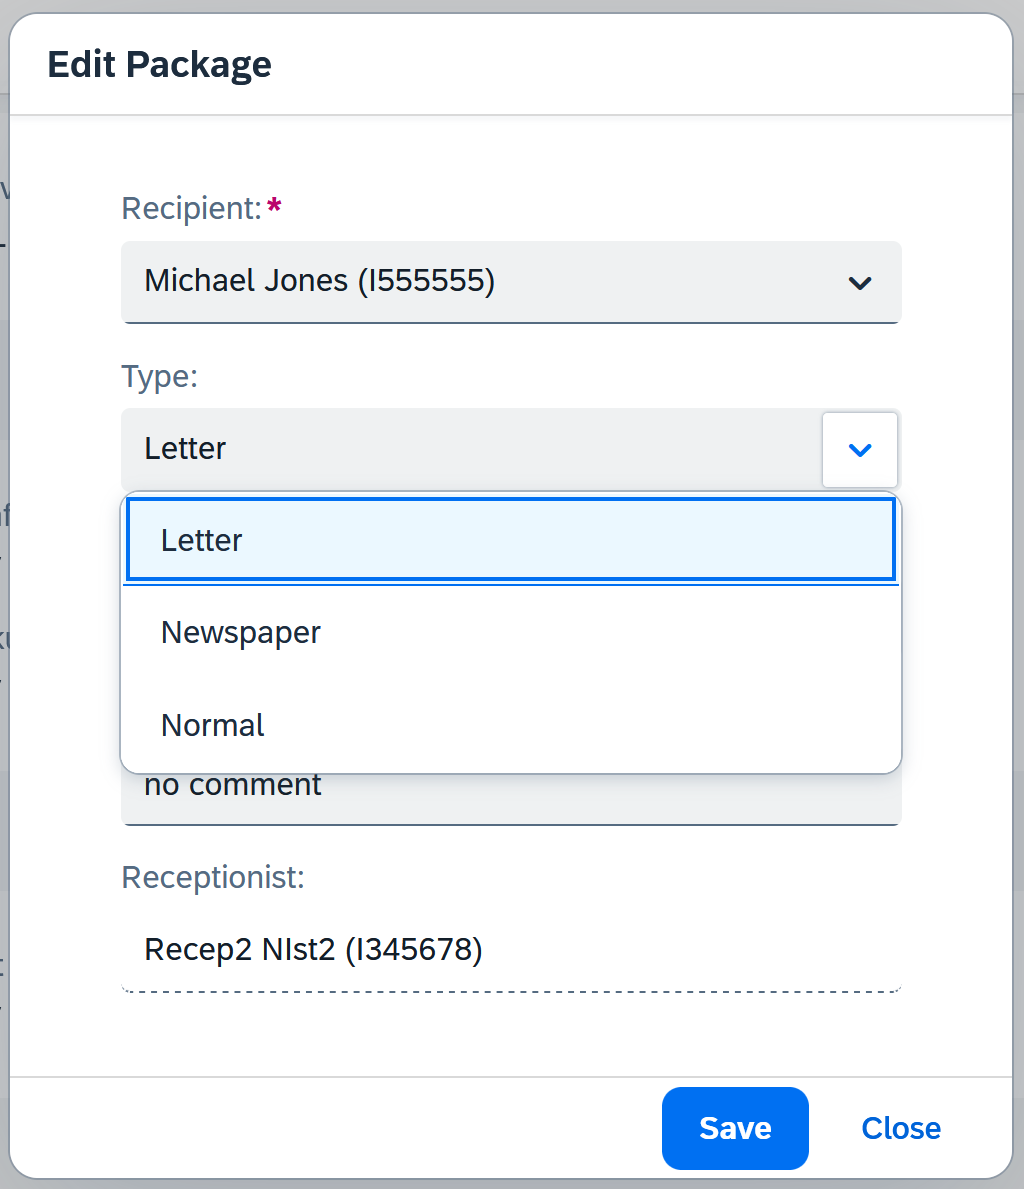 Edit Package
Recipient:*
Michael Jones (I555555)
Type:
Letter
Letter
Newspaper
Normal
no comment
Receptionist:
Recep2 NIst2 (I345678)
Save
Close